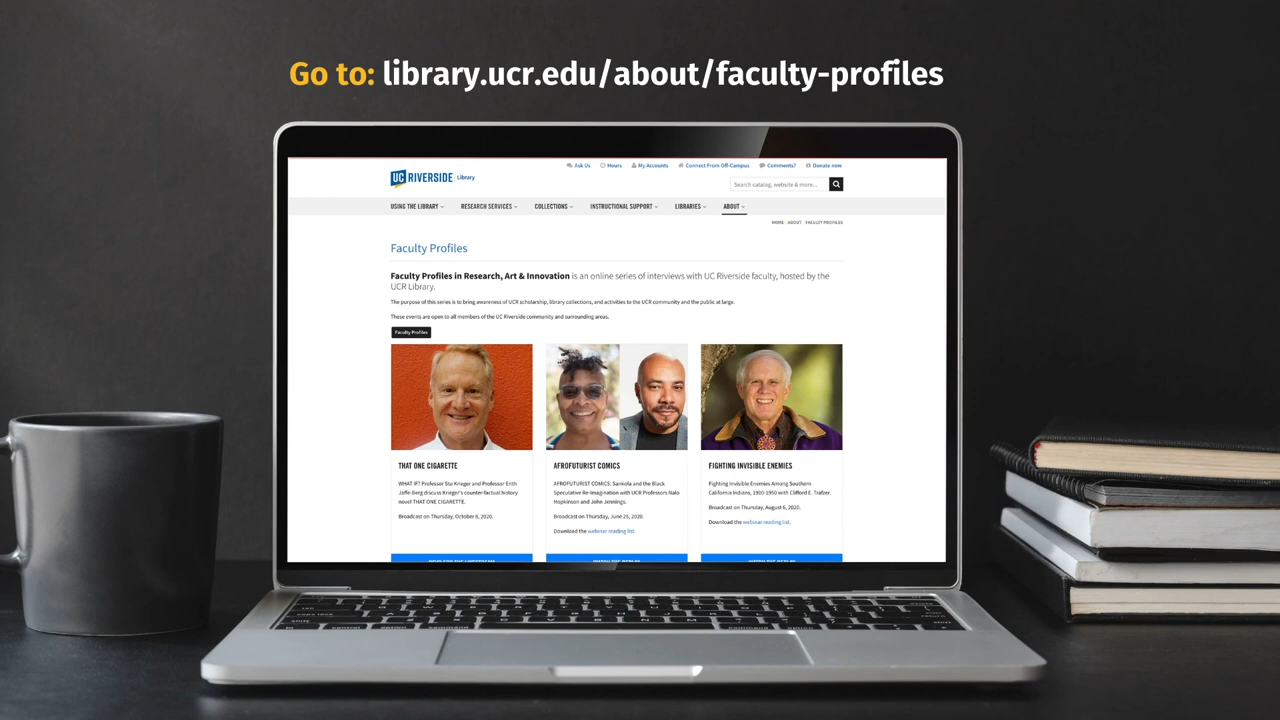 Go to: library.ucr.edu/about/faculty-profiles
Ask Us Hours My Accounts Connect From Off-Campus Comments? Donate now
UC RIVERSIDE Library
Search catalog, website & more...
USING THE LIBRARY RESEARCH SERVICES COLLECTIONS INSTRUCTIONAL SUPPORT LIBRARIES ABOUT
HOME ABOUT FACULTY PROFILES
Faculty Profiles
Faculty Profiles in Research, Art & Innovation is an online series of interviews with UC Riverside faculty, hosted by the
UCR Library.
The purpose of this series is to bring awareness of UCR scholarship, library collections, and activities to the UCR community and the public at large.
These events are open to all members of the UC Riverside community and surrounding areas.
Faculty Profiles
THAT ONE CIGARETTE
WHAT IF? Professor Stu Krieger and Professor Erith
Jaffe-Berg discuss Krieger's counter-factual history
novel THAT ONE CIGARETTE.
Broadcast on Thursday, October 8, 2020.
AFROFUTURIST COMICS
AFROFUTURIST COMICS: Sankofa and the Black
Speculative Re-Imagination with UCR Professors Nalo
Hopkinson and John Jennings.
Broadcast on Thursday, June 25, 2020.
Download the webinar reading list.
FIGHTING INVISIBLE ENEMIES
Fighting Invisible Enemies Among Southern
California Indians, 1900-1950 with Clifford E. Trafzer.
Broadcast on Thursday, August 6, 2020.
Download the webinar reading list.